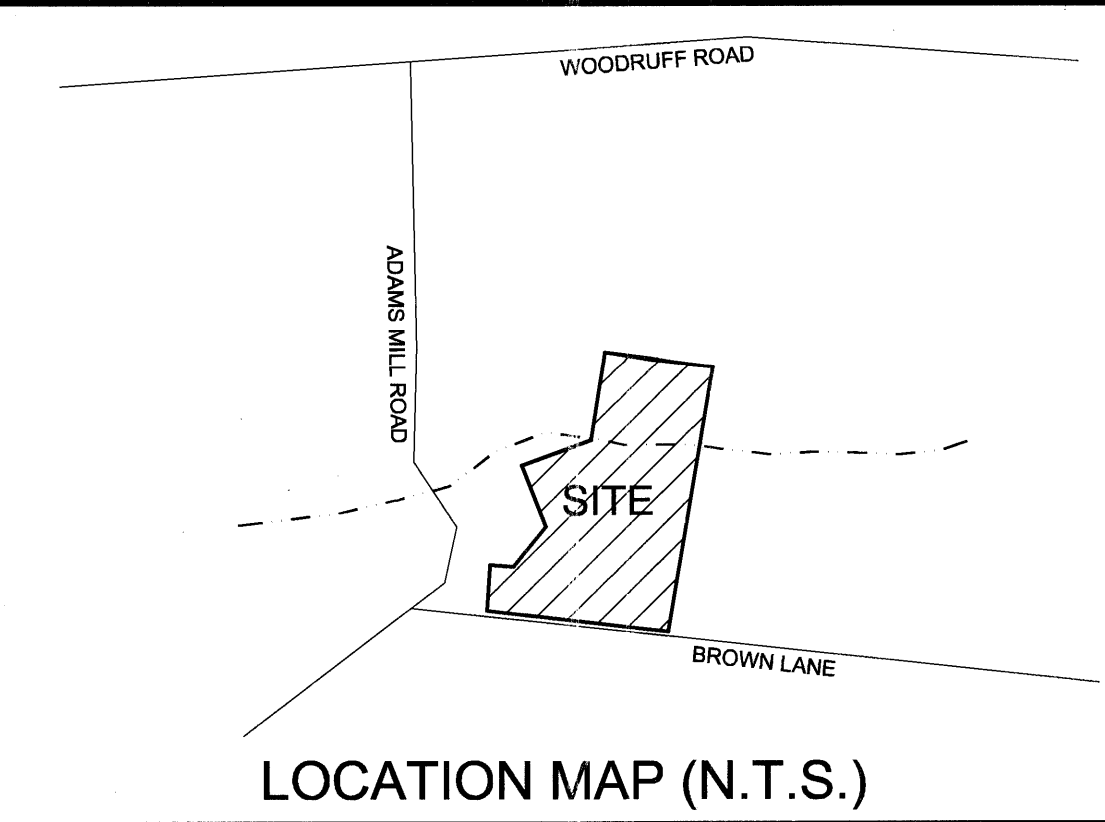 WOODRUFF ROAD
ADAMS MILL ROAD
SITE
BROWN LANE
LOCATION MAP (N.T.S.)